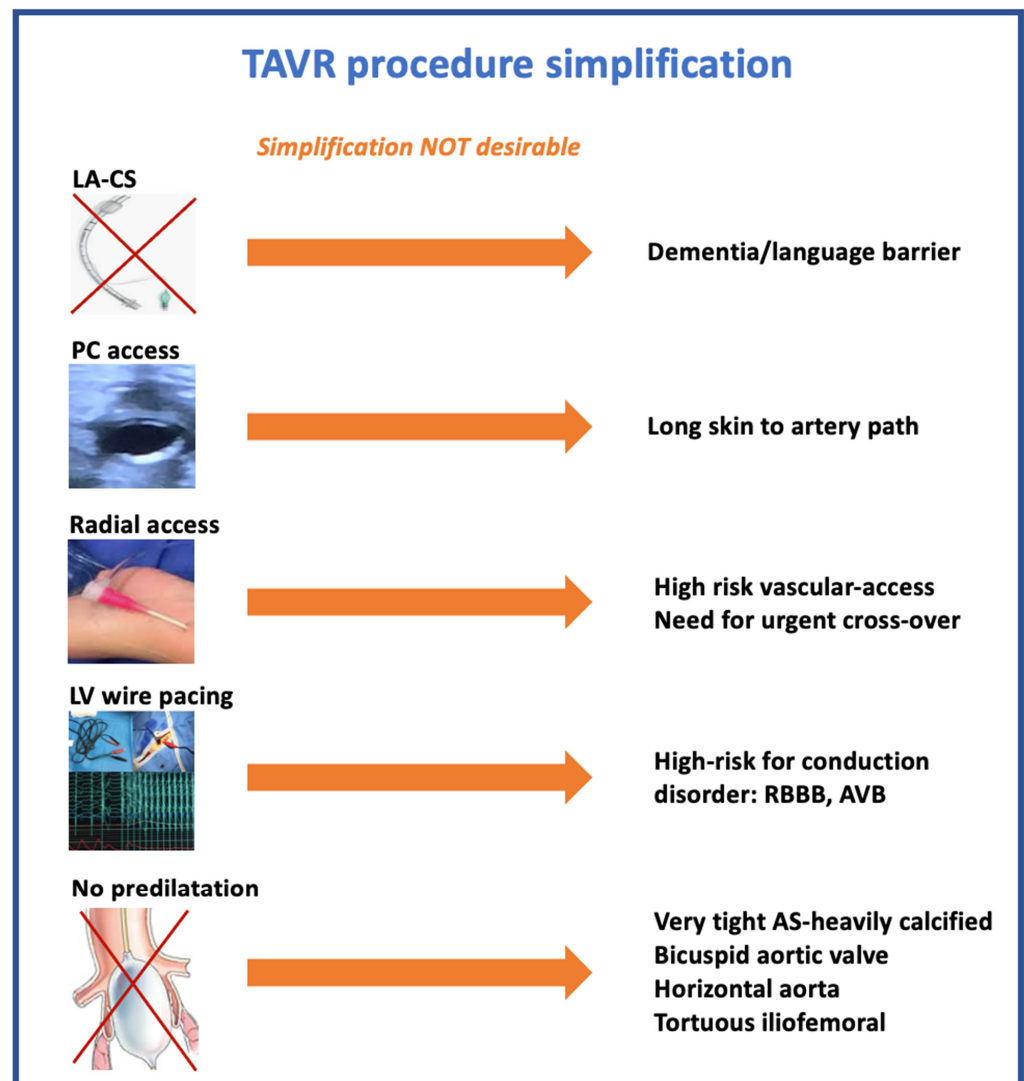 TAVR procedure simplification
Simplification NOT desirable
LA-CS
Dementia/language barrier
PC access
Long skin to artery path
Radial access
High risk vascular-access
Need for urgent cross-over
LV wire pacing
High-risk for conduction
disorder: RBBB, AVB
No predilatation
Very tight AS-heavily calcified
Bicuspid aortic valve
Horizontal aorta
Tortuous iliofemoral